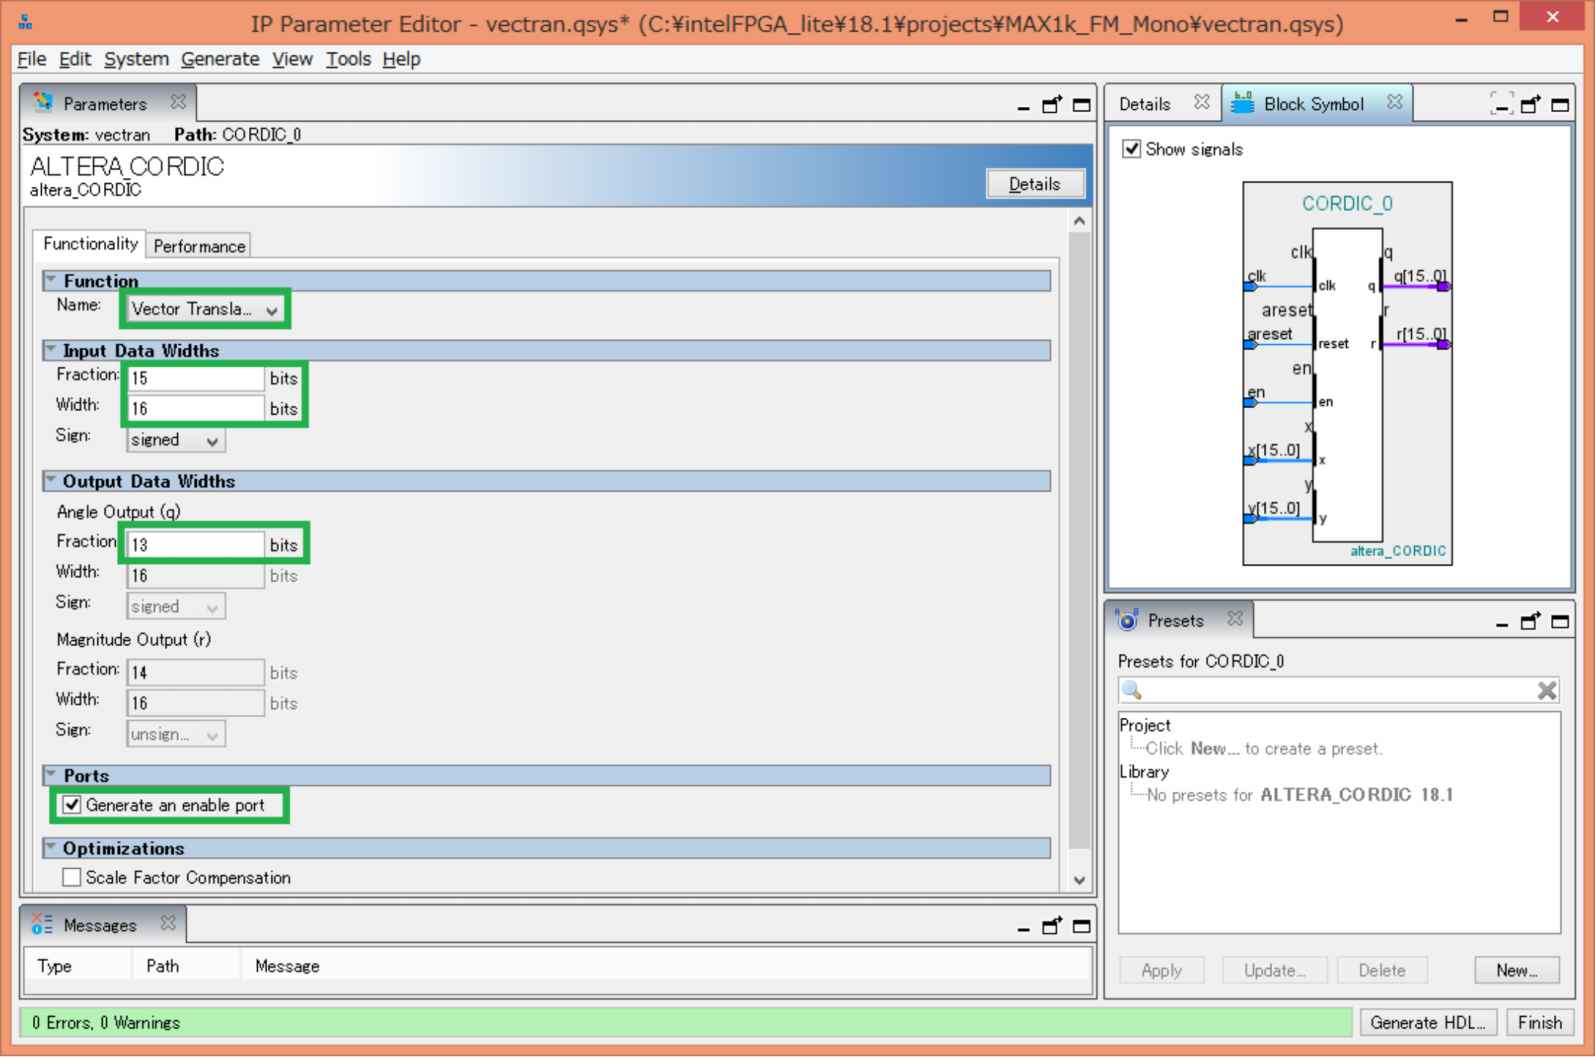 IP Parameter Editor - vectran.qsys* (C:¥intelFPGA_lite¥18.1¥projects¥MAX1k_FM_Mono¥vectran.qsys)
File Edit System Generate View Tools Help
Parameters
System: vectran Path: CORDIC_0
ALTERA_CORDIC
altera_CORDIC
Details
Functionality Performance
Function
Name: Vector Transla...
Input Data Widths
Fraction: 15 bits
Width: 16 bits
Sign: signed
Output Data Widths
Angle Output (q)
Fraction 13 bits
Width: 16 bits
Sign: signed
Magnitude Output (r)
Fraction: 14 bits
Width: 16 bits
Sign: unsign...
Ports
Generate an enable port
Optimizations
Scale Factor Compensation
Messages
Type Path Message
0 Errors, 0 Warnings
Details Block Symbol
Show signals
CORDIC_0
clk q
clk q[15..0]
clk q
areset r
areset r[15..0]
reset r
en
en
en
x
x[15..0]
x
y
y[15..0]
y
altera_CORDIC
Presets
Presets for CORDIC_0
Project
Click New... to create a preset.
Library
No presets for ALTERA_CORDIC 18.1
Apply Update... Delete New...
Generate HDL... Finish